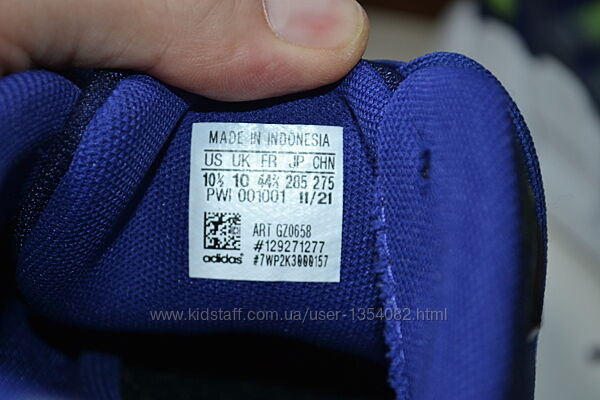 MADE IN INDONESIA
US UK FR JP CHN
10½ 10 44⅔ 285 275
PWI 001001 11/21
ART GZ0658
#129271277
adidas #7WP2K3000157
www.kidstaff.com.ua/user-1354082.html